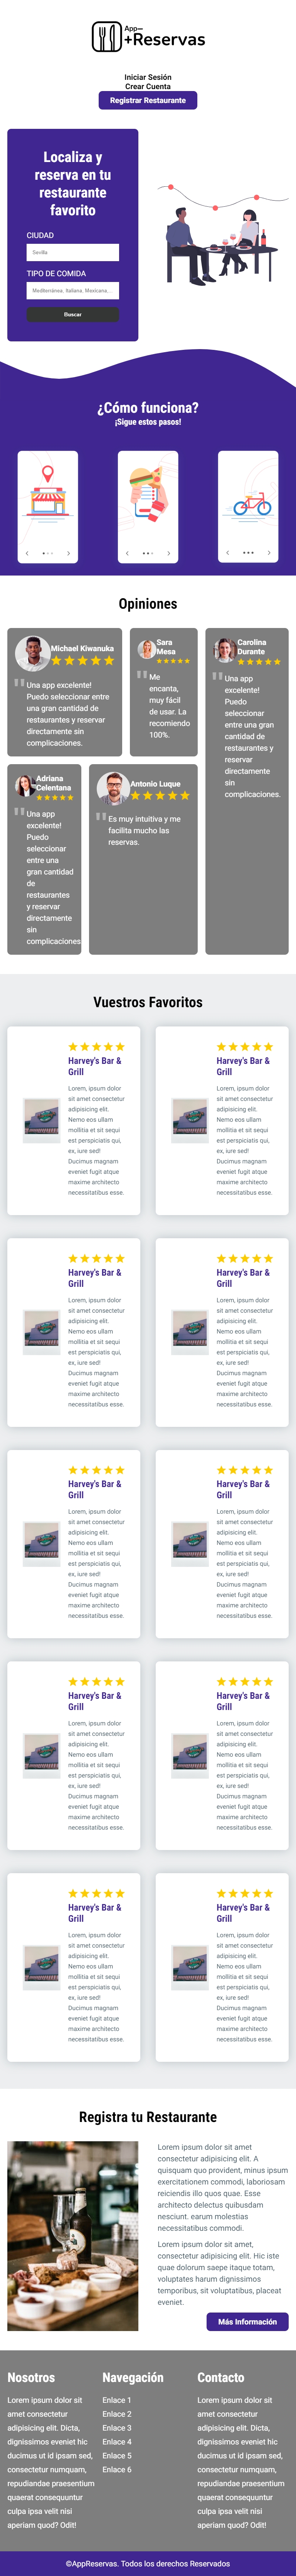 App
+Reservas
Iniciar Sesión
Crear Cuenta
Registrar Restaurante
Localiza y
reserva en tu
restaurante
favorito
CIUDAD
Sevilla
TIPO DE COMIDA
Mediterránea, Italiana, Mexicana...
Buscar
¿Cómo funciona?
¡Sigue estos pasos!
Opiniones
Michael Kiwanuka
Una app excelente!
Puedo seleccionar entre
una gran cantidad de
restaurantes y reservar
directamente sin
complicaciones.
Sara
Mesa
Me
encanta,
muy fácil
de usar. La
recomiendo
100%.
Carolina
Durante
Una app
excelente!
Puedo
seleccionar
entre una gran
cantidad de
restaurantes y
reservar
directamente
sin
complicaciones.
Adriana
Celentana
Una app
excelente!
Puedo
seleccionar
entre una
gran cantidad
de
restaurantes
y reservar
directamente
sin
complicaciones.
Antonio Luque
Es muy intuitiva y me
facilita mucho las
reservas.
Vuestros Favoritos
Harvey's Bar &
Grill
Lorem, ipsum dolor
sit amet consectetur
adipisicing elit.
Nemo eos ullam
mollitia et sit sequi
est perspiciatis qui,
ex, iure sed!
Ducimus magnam
eveniet fugit atque
maxime architecto
necessitatibus esse.
Harvey's Bar &
Grill
Lorem, ipsum dolor
sit amet consectetur
adipisicing elit.
Nemo eos ullam
mollitia et sit sequi
est perspiciatis qui,
ex, iure sed!
Ducimus magnam
eveniet fugit atque
maxime architecto
necessitatibus esse.
Harvey's Bar &
Grill
Lorem, ipsum dolor
sit amet consectetur
adipisicing elit.
Nemo eos ullam
mollitia et sit sequi
est perspiciatis qui,
ex, iure sed!
Ducimus magnam
eveniet fugit atque
maxime architecto
necessitatibus esse.
Harvey's Bar &
Grill
Lorem, ipsum dolor
sit amet consectetur
adipisicing elit.
Nemo eos ullam
mollitia et sit sequi
est perspiciatis qui,
ex, iure sed!
Ducimus magnam
eveniet fugit atque
maxime architecto
necessitatibus esse.
Harvey's Bar &
Grill
Lorem, ipsum dolor
sit amet consectetur
adipisicing elit.
Nemo eos ullam
mollitia et sit sequi
est perspiciatis qui,
ex, iure sed!
Ducimus magnam
eveniet fugit atque
maxime architecto
necessitatibus esse.
Harvey's Bar &
Grill
Lorem, ipsum dolor
sit amet consectetur
adipisicing elit.
Nemo eos ullam
mollitia et sit sequi
est perspiciatis qui,
ex, iure sed!
Ducimus magnam
eveniet fugit atque
maxime architecto
necessitatibus esse.
Harvey's Bar &
Grill
Lorem, ipsum dolor
sit amet consectetur
adipisicing elit.
Nemo eos ullam
mollitia et sit sequi
est perspiciatis qui,
ex, iure sed!
Ducimus magnam
eveniet fugit atque
maxime architecto
necessitatibus esse.
Harvey's Bar &
Grill
Lorem, ipsum dolor
sit amet consectetur
adipisicing elit.
Nemo eos ullam
mollitia et sit sequi
est perspiciatis qui,
ex, iure sed!
Ducimus magnam
eveniet fugit atque
maxime architecto
necessitatibus esse.
Harvey's Bar &
Grill
Lorem, ipsum dolor
sit amet consectetur
adipisicing elit.
Nemo eos ullam
mollitia et sit sequi
est perspiciatis qui,
ex, iure sed!
Ducimus magnam
eveniet fugit atque
maxime architecto
necessitatibus esse.
Harvey's Bar &
Grill
Lorem, ipsum dolor
sit amet consectetur
adipisicing elit.
Nemo eos ullam
mollitia et sit sequi
est perspiciatis qui,
ex, iure sed!
Ducimus magnam
eveniet fugit atque
maxime architecto
necessitatibus esse.
Registra tu Restaurante
Lorem ipsum dolor sit amet
consectetur adipisicing elit. A
quisquam quo provident, minus ipsum
exercitationem commodi, laboriosam
reiciendis illo quos quae. Esse
architecto delectus quibusdam
nesciunt. earum molestias
necessitatibus commodi.
Lorem ipsum dolor sit amet,
consectetur adipisicing elit. Hic iste
quae dolorum saepe itaque totam,
voluptates harum dignissimos
temporibus, sit voluptatibus, placeat
eveniet.
Más Información
Nosotros
Lorem ipsum dolor sit
amet consectetur
adipisicing elit. Dicta,
dignissimos eveniet hic
ducimus ut id ipsam sed,
consectetur numquam,
repudiandae praesentium
quaerat consequuntur
culpa ipsa velit nisi
aperiam quod? Odit!
Navegación
Enlace 1
Enlace 2
Enlace 3
Enlace 4
Enlace 5
Enlace 6
Contacto
Lorem ipsum dolor sit
amet consectetur
adipisicing elit. Dicta,
dignissimos eveniet hic
ducimus ut id ipsam sed,
consectetur numquam,
repudiandae praesentium
quaerat consequuntur
culpa ipsa velit nisi
aperiam quod? Odit!
©AppReservas. Todos los derechos Reservados